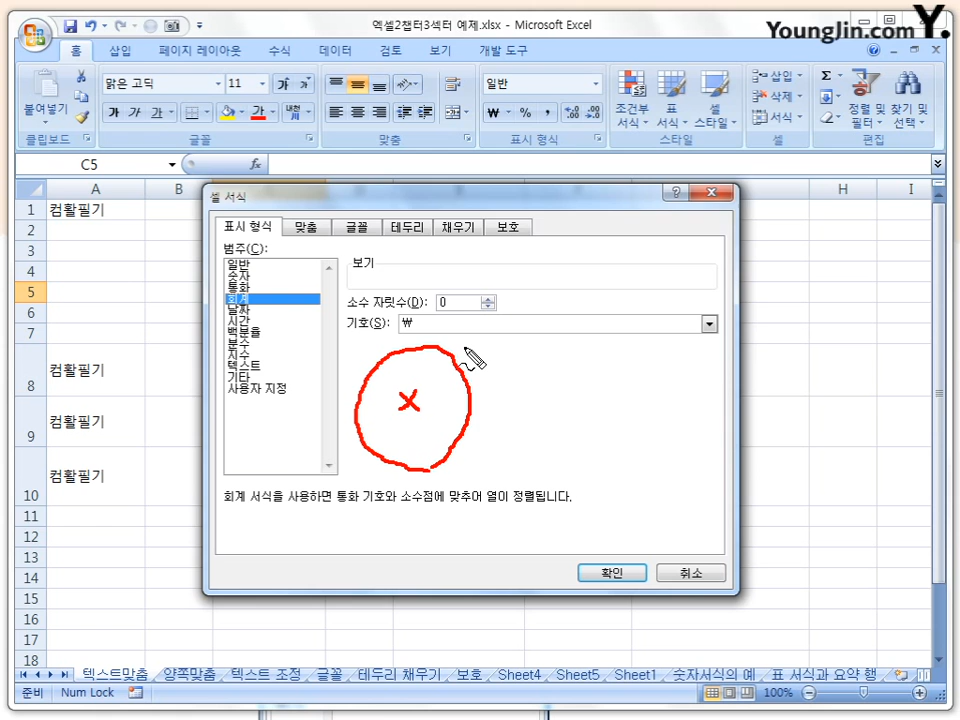 엑셀2챕터3섹터 예제.xlsx - Microsoft Excel
Y.
YoungJin.com
홈 삽입 페이지 레이아웃 수식 데이터 검토 보기 개발 도구
붙여넣기 맑은 고딕 11 가 가 일반 조건부 서식 표 서식 셀 스타일 삽입 삭제 서식 정렬 및 필터 찾기 및 선택
가 가 가 가 내천 ₩ % ,
클립보드 글꼴 맞춤 표시 형식 스타일 셀 편집
C5 fx
A B H I
1 컴활필기
2
3
4
5
6
7
8 컴활필기
9 컴활필기
10 컴활필기
11
12
13
14
15
16
17
18
셀 서식
표시 형식 맞춤 글꼴 테두리 채우기 보호
범주(C):
일반
숫자
통화
회계
날짜
시간
백분율
분수
지수
텍스트
기타
사용자 지정
보기
소수 자릿수(D): 0
기호(S): ₩
X
회계 서식을 사용하면 통화 기호와 소수점에 맞추어 열이 정렬됩니다.
확인 취소
텍스트맞춤 양쪽맞춤 텍스트 조정 글꼴 테두리 채우기 보호 Sheet4 Sheet5 Sheet1 숫자서식의 예 표 서식과 요약 행
준비 Num Lock 100%